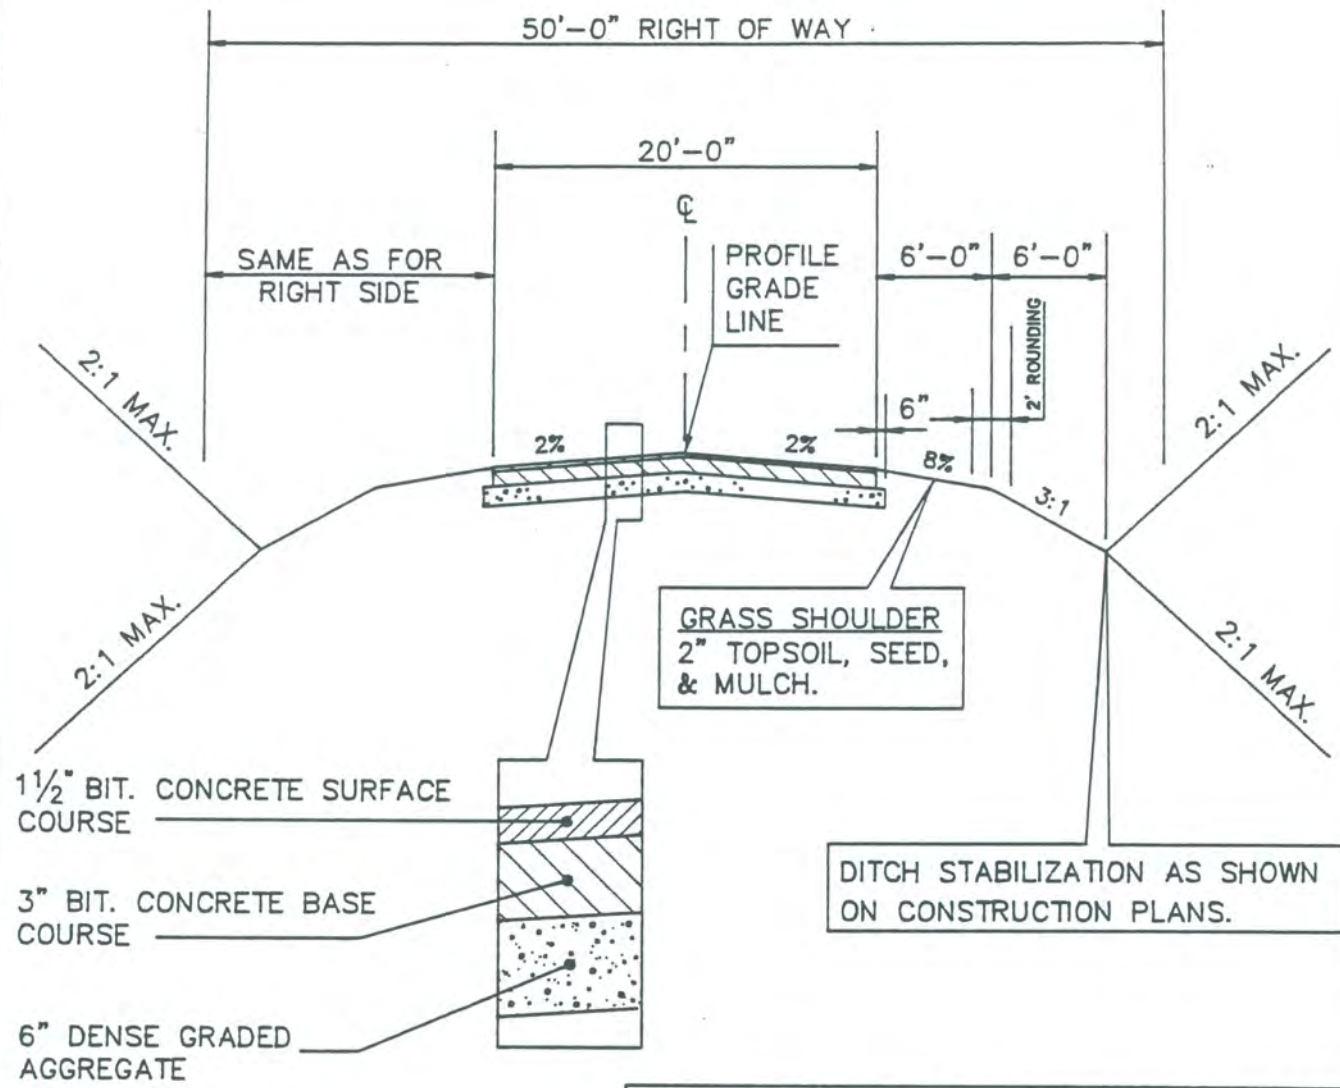 50'-0" RIGHT OF WAY
20'-0"
℄
SAME AS FOR
RIGHT SIDE
PROFILE
GRADE
LINE
6'-0"
6'-0"
2' ROUNDING
6"
2:1 MAX.
2:1 MAX.
2%
2%
8%
3:1
2:1 MAX.
2:1 MAX.
GRASS SHOULDER
2" TOPSOIL, SEED,
& MULCH.
1½" BIT. CONCRETE SURFACE
COURSE
3" BIT. CONCRETE BASE
COURSE
6" DENSE GRADED
AGGREGATE
DITCH STABILIZATION AS SHOWN
ON CONSTRUCTION PLANS.